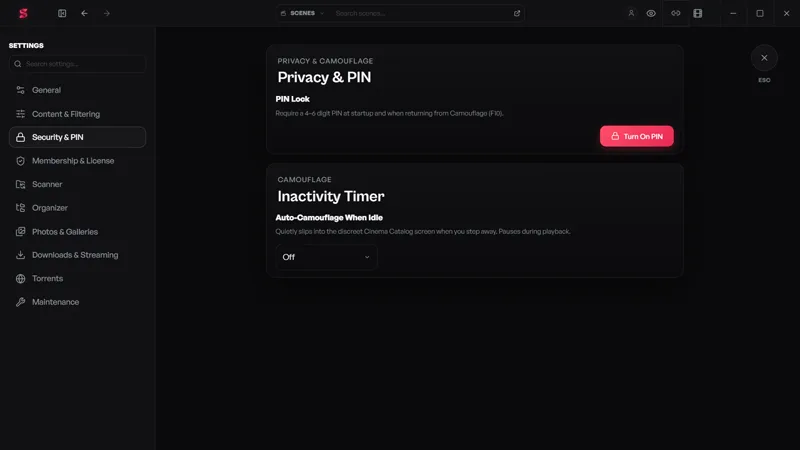 SCENES
Search scenes...
SETTINGS
Search settings...
General
Content & Filtering
Security & PIN
Membership & License
Scanner
Organizer
Photos & Galleries
Downloads & Streaming
Torrents
Maintenance
PRIVACY & CAMOUFLAGE
Privacy & PIN
PIN Lock
Require a 4–6 digit PIN at startup and when returning from Camouflage (F10).
Turn On PIN
CAMOUFLAGE
Inactivity Timer
Auto-Camouflage When Idle
Quietly slips into the discreet Cinema Catalog screen when you step away. Pauses during playback.
Off
ESC